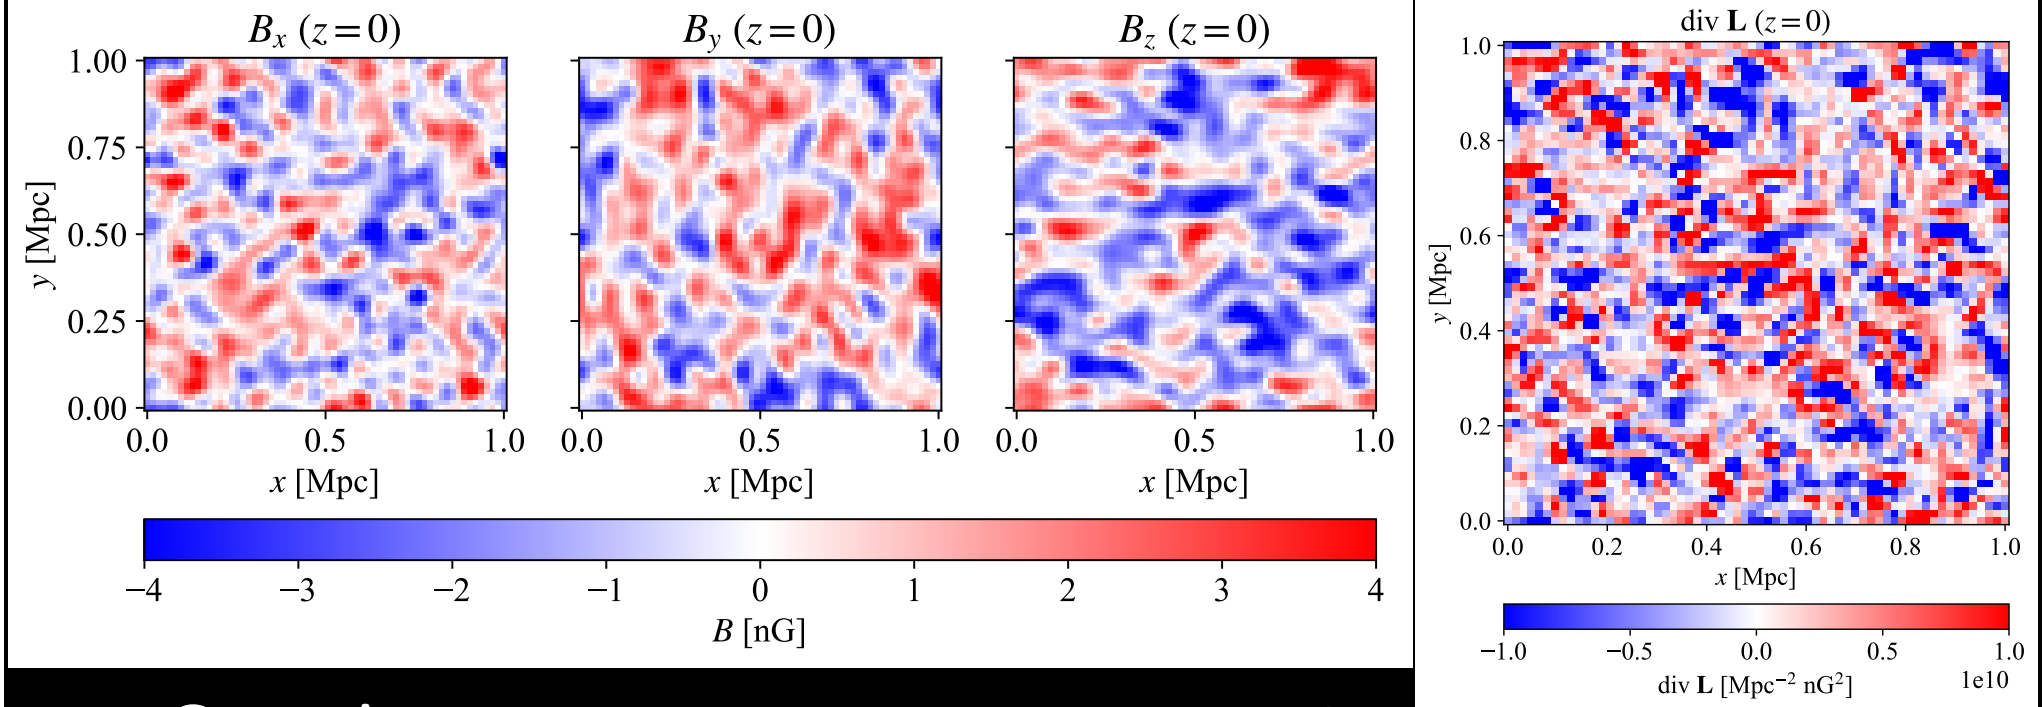 B_x (z=0)
B_y (z=0)
B_z (z=0)
1.00
0.75
0.50
0.25
0.00
y [Mpc]
0.0 0.5 1.0
0.0 0.5 1.0
0.0 0.5 1.0
x [Mpc]
x [Mpc]
x [Mpc]
−4 −3 −2 −1 0 1 2 3 4
B [nG]
div L (z=0)
1.0
0.8
0.6
0.4
0.2
0.0
y [Mpc]
0.0 0.2 0.4 0.6 0.8 1.0
x [Mpc]
−1.0 −0.5 0.0 0.5 1.0
1e10
div L [Mpc⁻² nG²]